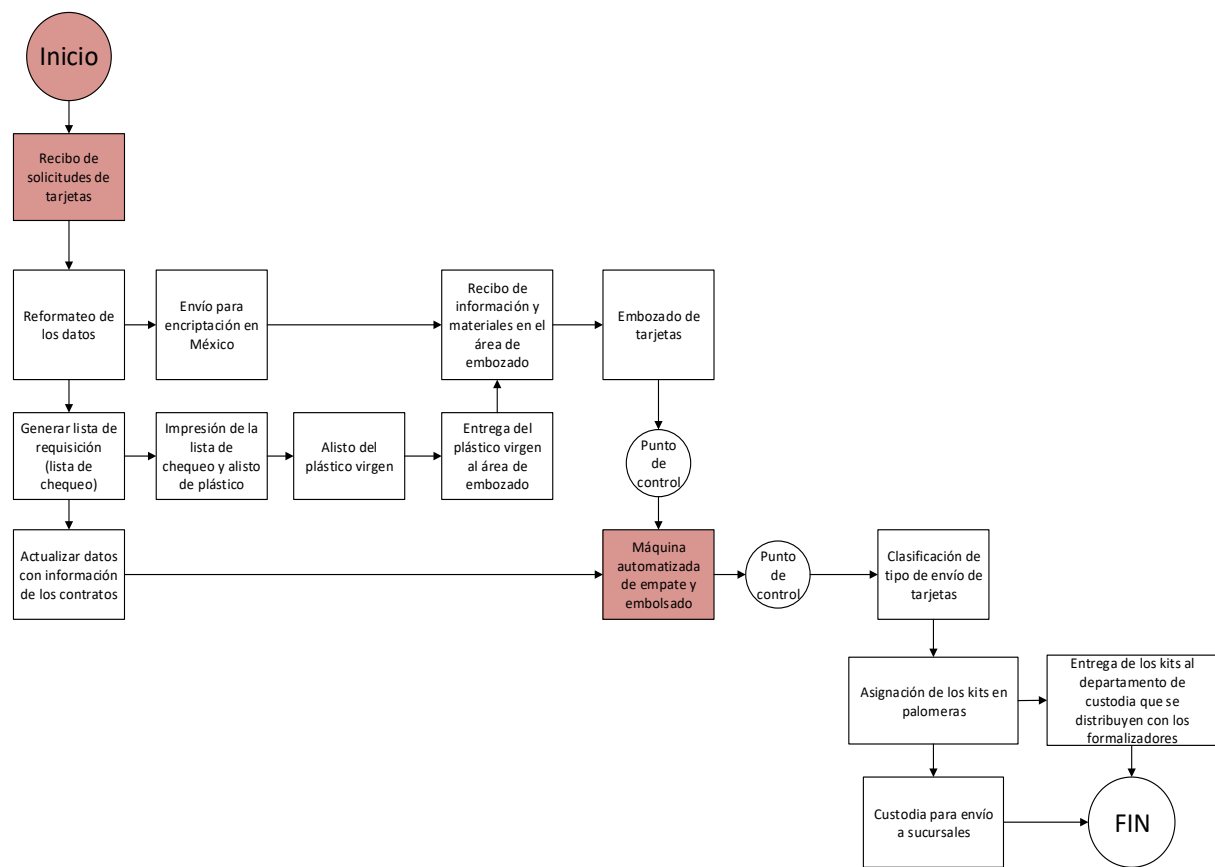 Inicio
Recibo de
solicitudes de
tarjetas
Reformateo de
los datos
Envío para
encriptación en
México
Recibo de
información y
materiales en el
área de
embozado
Embozado de
tarjetas
Generar lista de
requisición
(lista de
chequeo)
Impresión de la
lista de
chequeo y alisto
de plástico
Alisto del
plástico virgen
Entrega del
plástico virgen
al área de
embozado
Punto
de
control
Actualizar datos
con información
de los contratos
Máquina
automatizada
de empate y
embolsado
Punto
de
control
Clasificación de
tipo de envío de
tarjetas
Asignación de los kits en
palomeras
Entrega de los kits al
departamento de
custodia que se
distribuyen con los
formalizadores
Custodia para envío
a sucursales
FIN